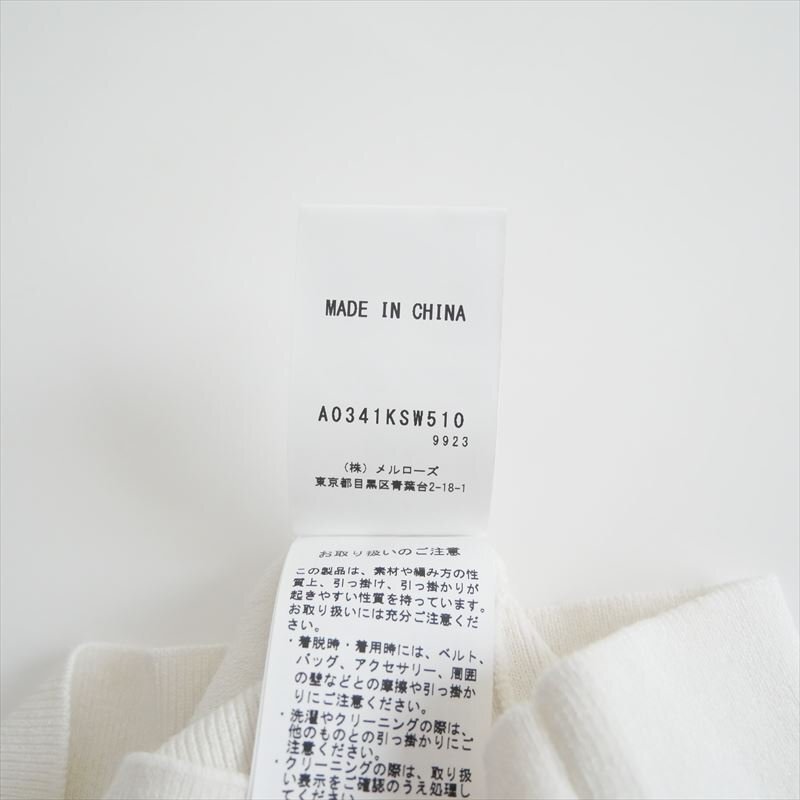 MADE IN CHINA
A0341KSW510
9923
(株) メルローズ
東京都目黒区青葉台2-18-1
お取り扱いのご注意
この製品は、素材や編み方の性
質上、引っ掛け、引っ掛かりが
起きやすい性質を持っています。
お取り扱いには充分ご注意くださ
い。
・着脱時・着用時には、ベルト、
バッグ、アクセサリー、周囲
の壁などとの摩擦や引っ掛か
りにご注意ください。
・洗濯やクリーニングの際は、
他のものとの引っ掛かりにご
注意ください。
・クリーニングの際は、取り扱
い表示をご確認のうえ処理し
てください。